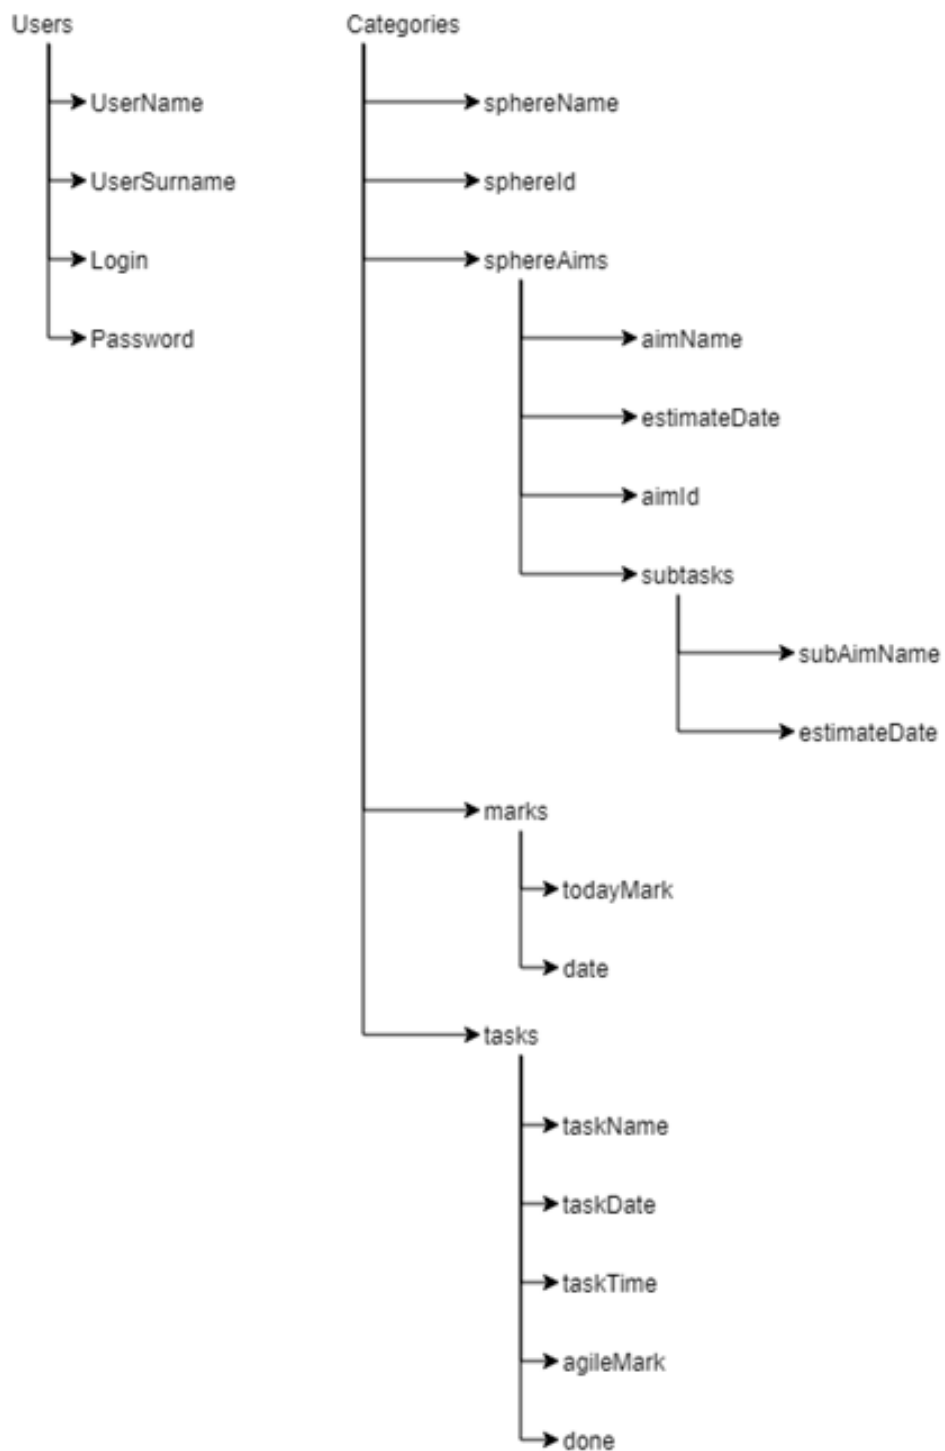 Users
UserName
UserSurname
Login
Password
Categories
sphereName
sphereId
sphereAims
aimName
estimateDate
aimId
subtasks
subAimName
estimateDate
marks
todayMark
date
tasks
taskName
taskDate
taskTime
agileMark
done